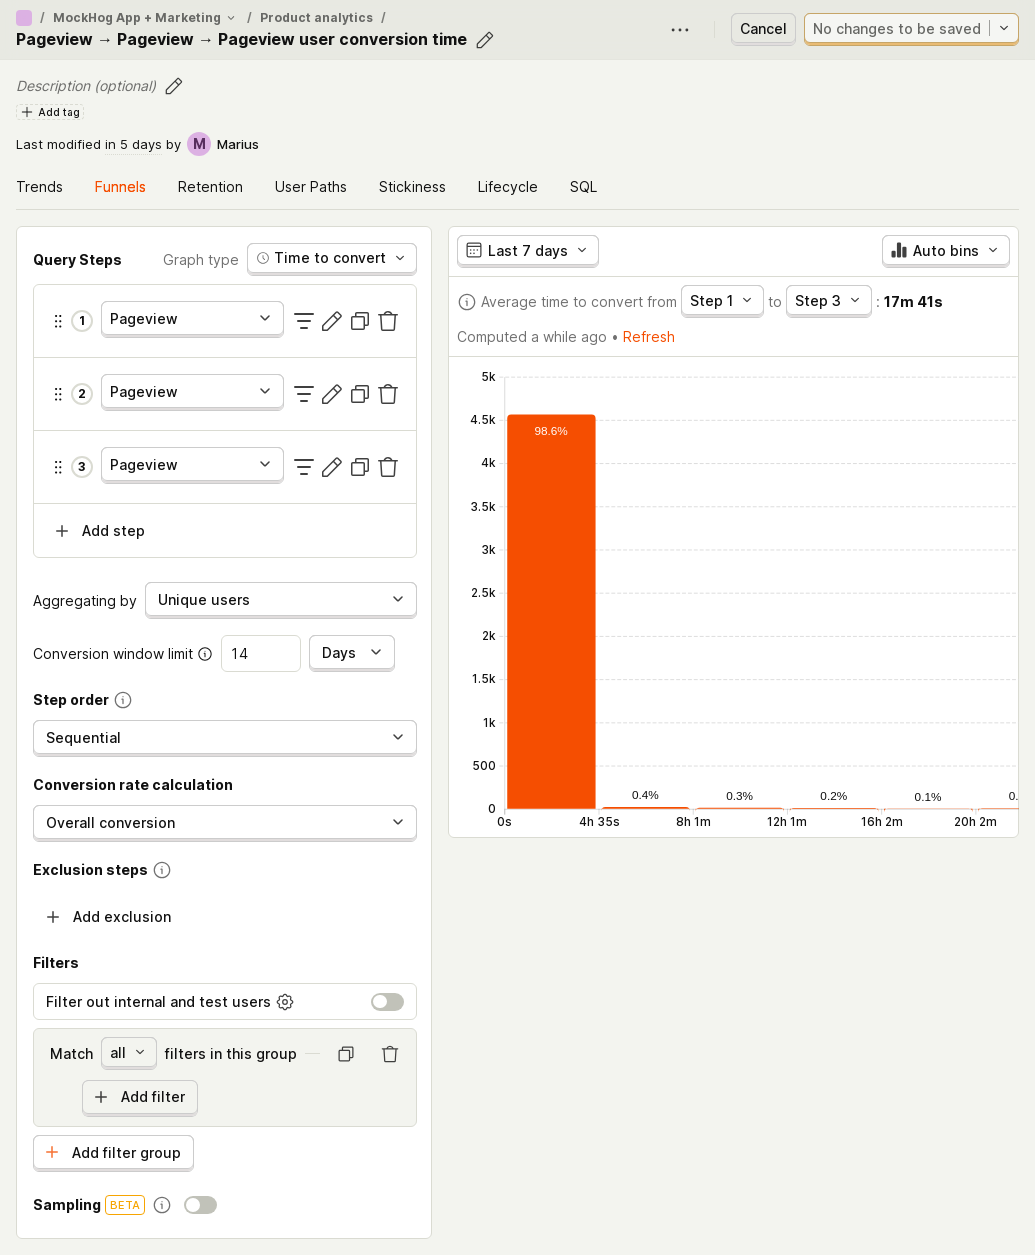 / MockHog App + Marketing / Product analytics /
Pageview → Pageview → Pageview user conversion time
Cancel
No changes to be saved
Description (optional)
Add tag
Last modified in 5 days by M Marius
Trends Funnels Retention User Paths Stickiness Lifecycle SQL
Query Steps Graph type Time to convert
1 Pageview
2 Pageview
3 Pageview
Add step
Aggregating by Unique users
Conversion window limit 14 Days
Step order
Sequential
Conversion rate calculation
Overall conversion
Exclusion steps
Add exclusion
Filters
Filter out internal and test users
Match all filters in this group
Add filter
Add filter group
Sampling BETA
Last 7 days Auto bins
Average time to convert from Step 1 to Step 3 : 17m 41s
Computed a while ago • Refresh
5k
4.5k
98.6%
4k
3.5k
3k
2.5k
2k
1.5k
1k
500
0.4% 0.3% 0.2% 0.1% 0.
0
0s 4h 35s 8h 1m 12h 1m 16h 2m 20h 2m